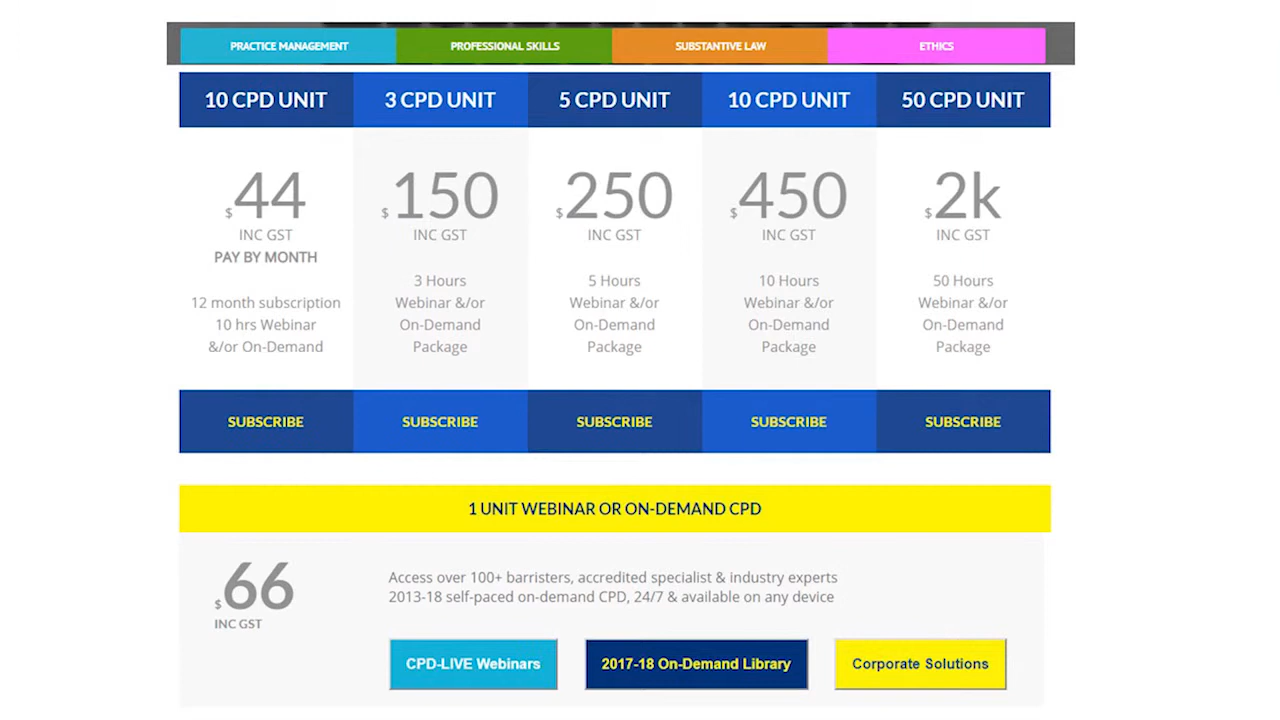 PRACTICE MANAGEMENT
PROFESSIONAL SKILLS
SUBSTANTIVE LAW
ETHICS
10 CPD UNIT
3 CPD UNIT
5 CPD UNIT
10 CPD UNIT
50 CPD UNIT
$44
INC GST
PAY BY MONTH
12 month subscription
10 hrs Webinar
&/or On-Demand
$150
INC GST
3 Hours
Webinar &/or
On-Demand
Package
$250
INC GST
5 Hours
Webinar &/or
On-Demand
Package
$450
INC GST
10 Hours
Webinar &/or
On-Demand
Package
$2k
INC GST
50 Hours
Webinar &/or
On-Demand
Package
SUBSCRIBE
SUBSCRIBE
SUBSCRIBE
SUBSCRIBE
SUBSCRIBE
1 UNIT WEBINAR OR ON-DEMAND CPD
$66
INC GST
Access over 100+ barristers, accredited specialist & industry experts
2013-18 self-paced on-demand CPD, 24/7 & available on any device
CPD-LIVE Webinars
2017-18 On-Demand Library
Corporate Solutions